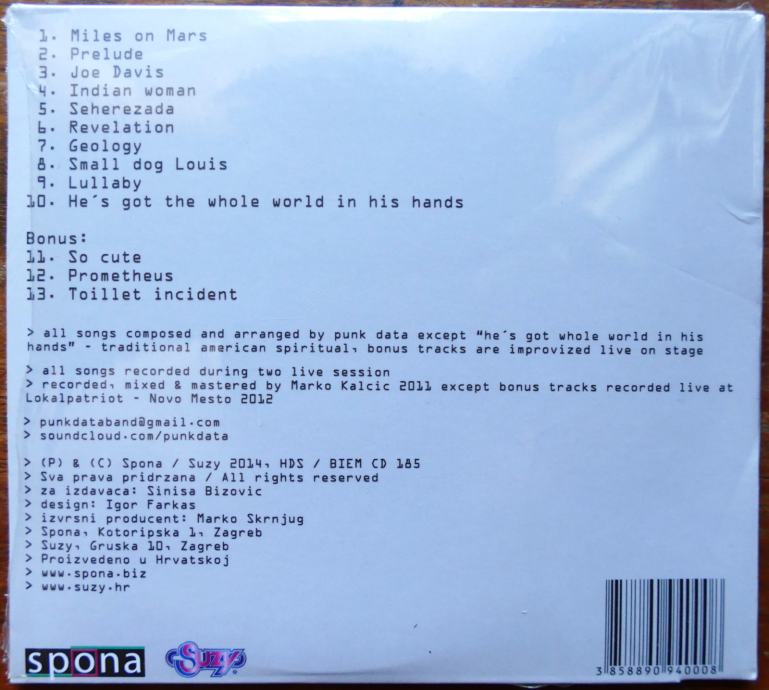 1. Miles on Mars
2. Prelude
3. Joe Davis
4. Indian woman
5. Seherezada
6. Revelation
7. Geology
8. Small dog Louis
9. Lullaby
10. He´s got the whole world in his hands
Bonus:
11. So cute
12. Prometheus
13. Toillet incident
> all songs composed and arranged by punk data except "he´s got whole world in his
hands" - traditional american spiritual, bonus tracks are improvized live on stage
> all songs recorded during two live session
> recorded, mixed & mastered by Marko Kalcic 2011 except bonus tracks recorded live at
Lokalpatriot - Novo Mesto 2012
> punkdataband@gmail.com
> soundcloud.com/punkdata
> (P) & (C) Spona / Suzy 2014, HDS / BIEM CD 185
> Sva prava pridrzana / All rights reserved
> za izdavaca: Sinisa Bizovic
> design: Igor Farkas
> izvrsni producent: Marko Skrnjug
> Spona, Kotoripska 1, Zagreb
> Suzy, Gruska 10, Zagreb
> Proizvedeno u Hrvatskoj
> www.spona.biz
> www.suzy.hr
spona
Suzy
3 858890 940008